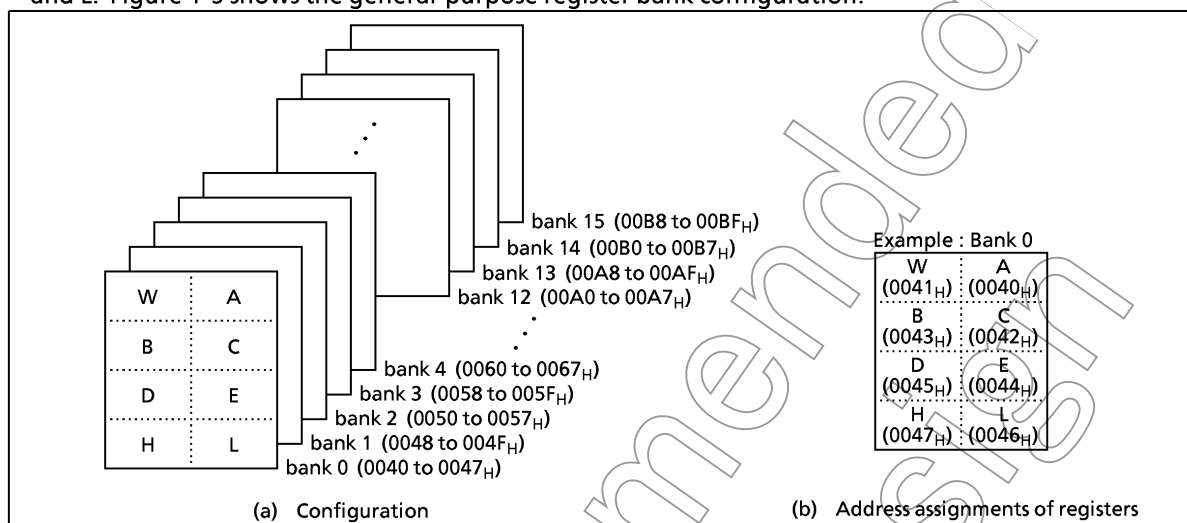 and L. Figure 1-3 shows the general-purpose register bank configuration.
bank 15 (00B8 to 00BFH)
bank 14 (00B0 to 00B7H)
bank 13 (00A8 to 00AFH)
bank 12 (00A0 to 00A7H)
bank 4 (0060 to 0067H)
bank 3 (0058 to 005FH)
bank 2 (0050 to 0057H)
bank 1 (0048 to 004FH)
bank 0 (0040 to 0047H)
W A
B C
D E
H L
(a) Configuration
Example : Bank 0
W A
(0041H) (0040H)
B C
(0043H) (0042H)
D E
(0045H) (0044H)
H L
(0047H) (0046H)
(b) Address assignments of registers